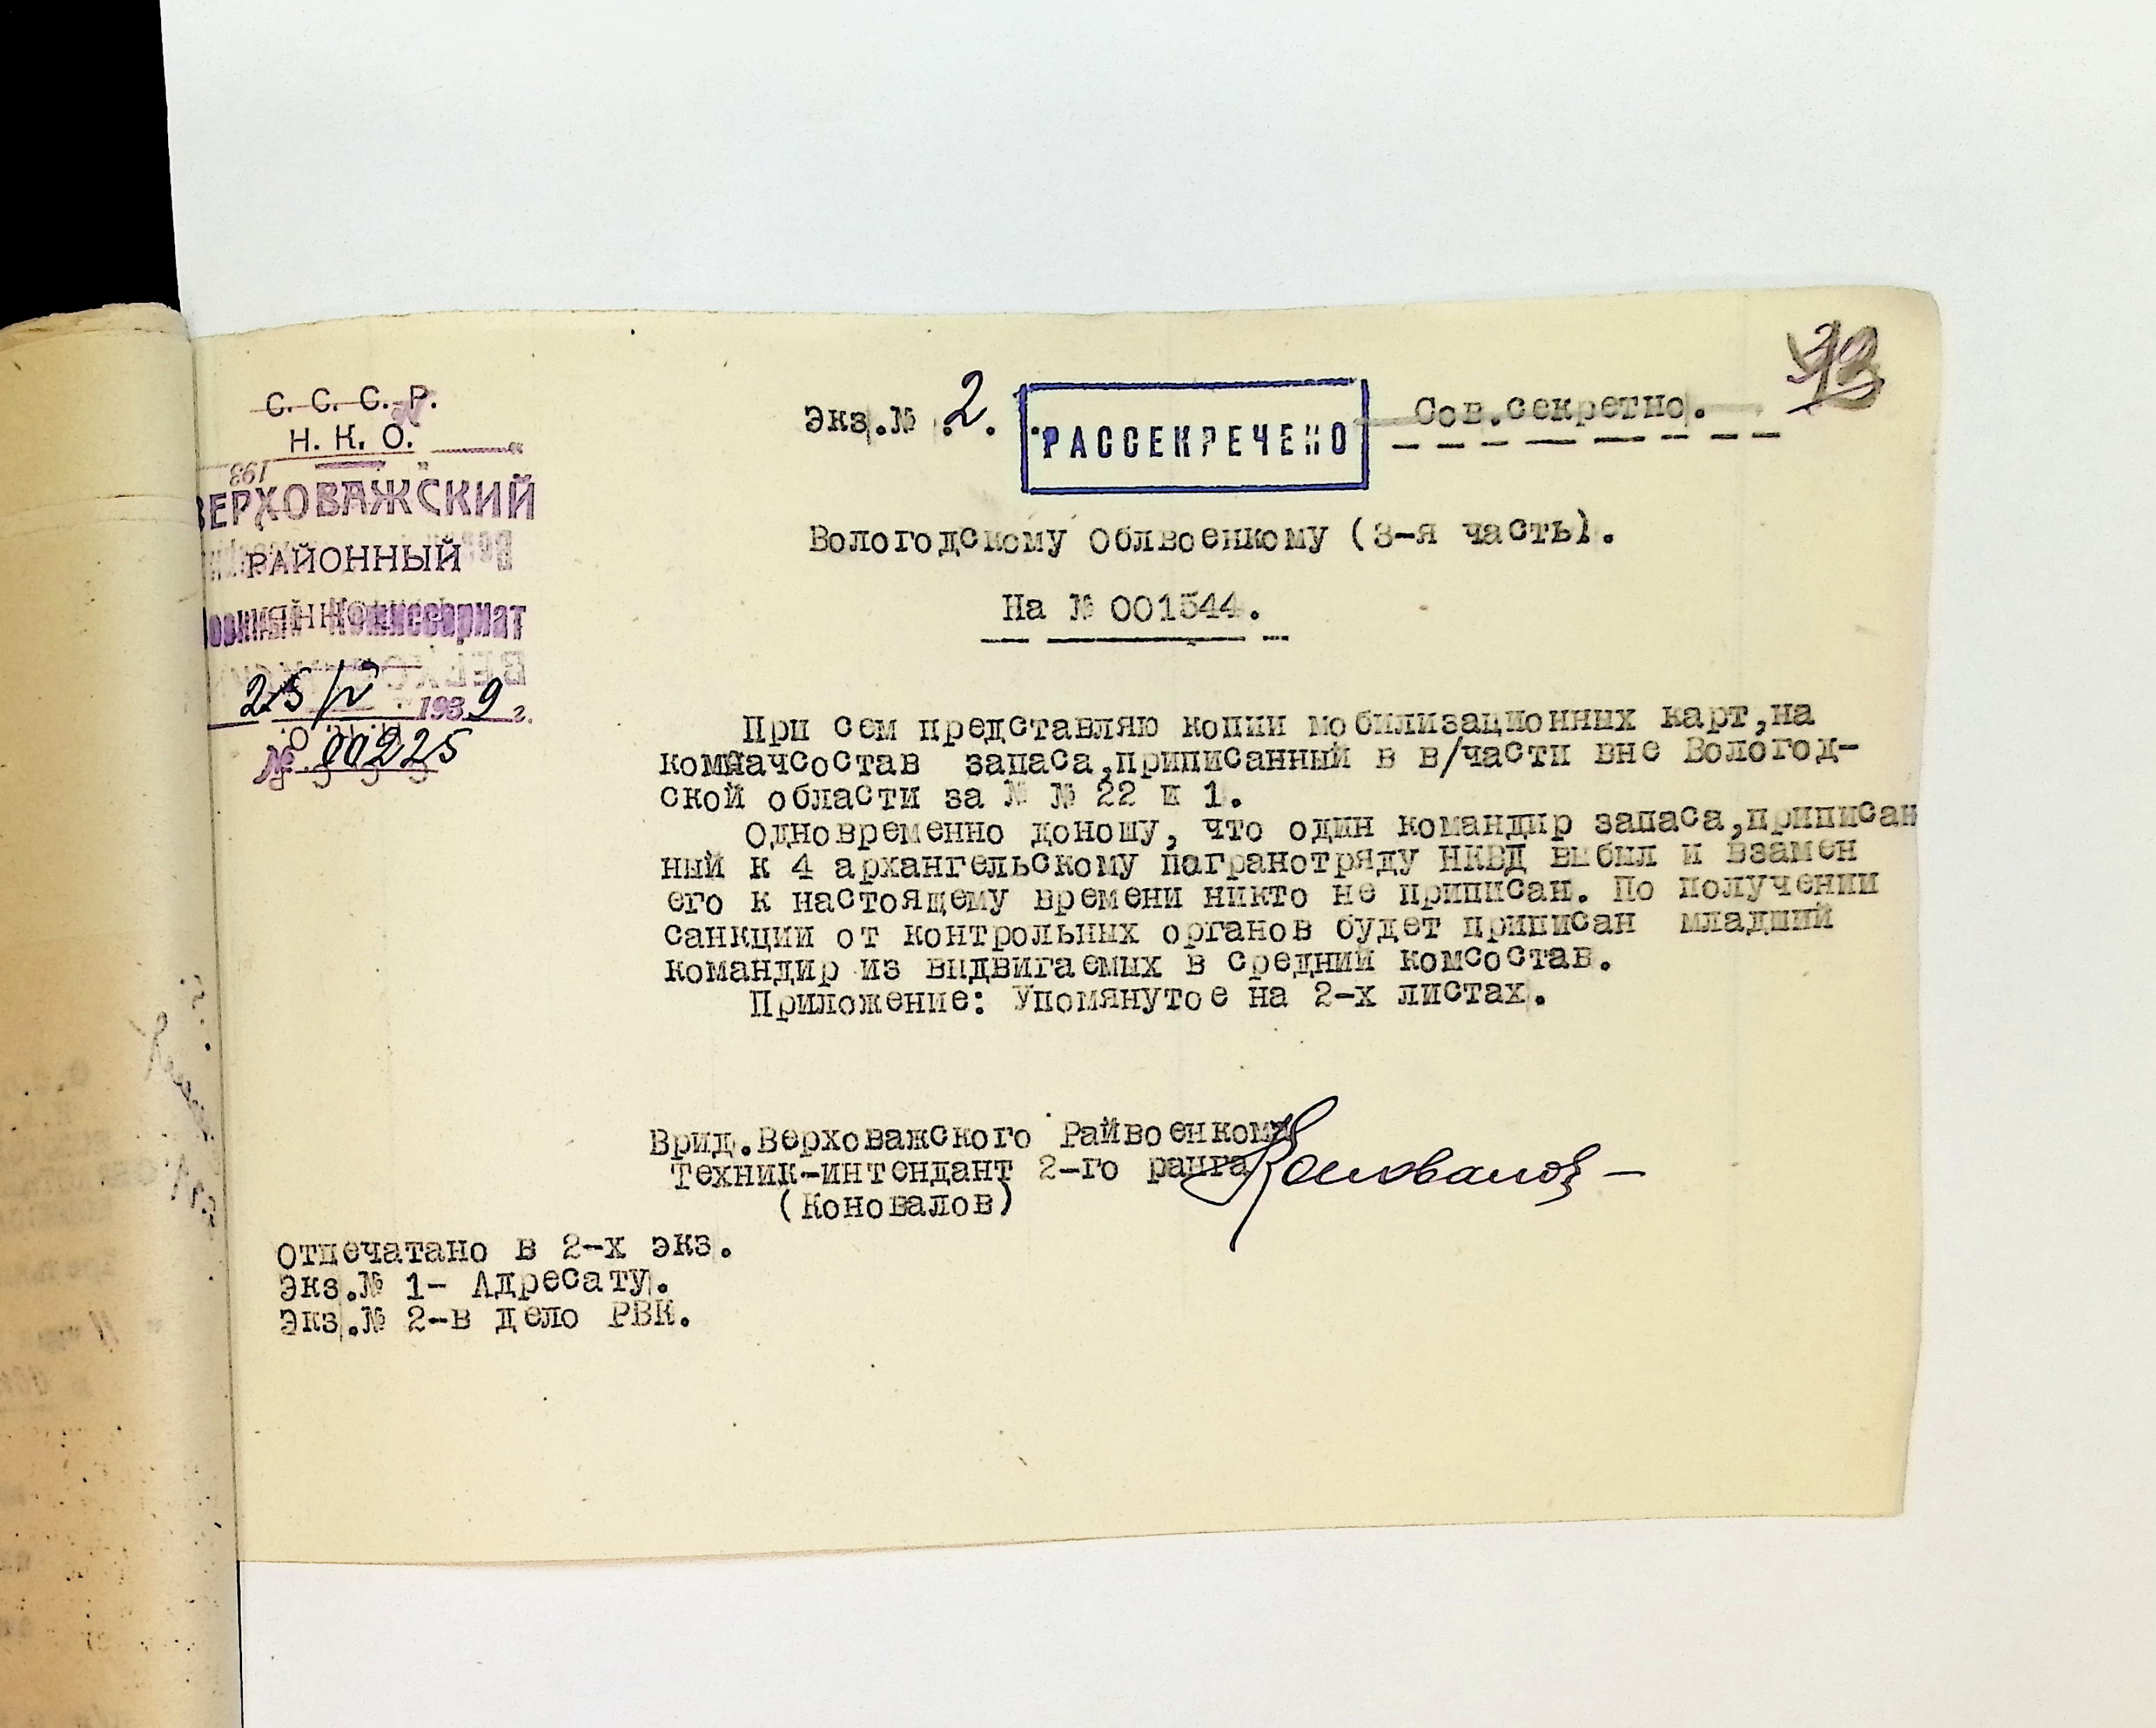 С. С. С. Р.
Н. К. О.
193
ВЕРХОВАЖСКИЙ
РАЙОННЫЙ
Военный Комиссариат
25/IV 1939 г.
№ 00225
Экз.№ 2.
РАССЕКРЕЧЕНО
Сов.секретно.
93
Вологодскому Облвоенкому (3-я часть).
На № 001544.
При сем представляю копии мобилизационных карт,на
комначсостав запаса,приписанный в в/части вне Вологод-
ской области за № № 22 и 1.
Одновременно доношу, что один командир запаса,приписан
ный к 4 архангельскому пагранотряду НКВД выбыл и взамен
его к настоящему времени никто не приписан. По получении
санкции от контрольных органов будет приписан младший
командир из выдвигаемых в средний комсостав.
Приложение: Упомянутое на 2-х листах.
Врид.Верховажского Райвоенкома
Техник-интендант 2-го ранга Коновалов
(Коновалов)
Отпечатано в 2-х экз.
Экз.№ 1- Адресату.
Экз.№ 2-в дело РВК.